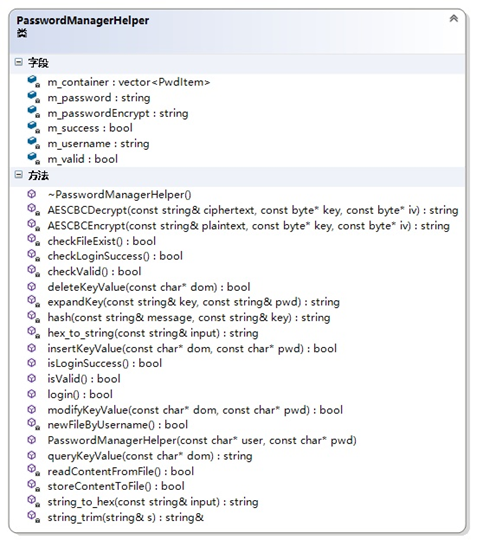 PasswordManagerHelper
类
字段
m_container : vector<PwdItem>
m_password : string
m_passwordEncrypt : string
m_success : bool
m_username : string
m_valid : bool
方法
~PasswordManagerHelper()
AESCBCDecrypt(const string& ciphertext, const byte* key, const byte* iv) : string
AESCBCEncrypt(const string& plaintext, const byte* key, const byte* iv) : string
checkFileExist() : bool
checkLoginSuccess() : bool
checkValid() : bool
deleteKeyValue(const char* dom) : bool
expandKey(const string& key, const string& pwd) : string
hash(const string& message, const string& key) : string
hex_to_string(const string& input) : string
insertKeyValue(const char* dom, const char* pwd) : bool
isLoginSuccess() : bool
isValid() : bool
login() : bool
modifyKeyValue(const char* dom, const char* pwd) : bool
newFileByUsername() : bool
PasswordManagerHelper(const char* user, const char* pwd)
queryKeyValue(const char* dom) : string
readContentFromFile() : bool
storeContentToFile() : bool
string_to_hex(const string& input) : string
string_trim(string& s) : string&